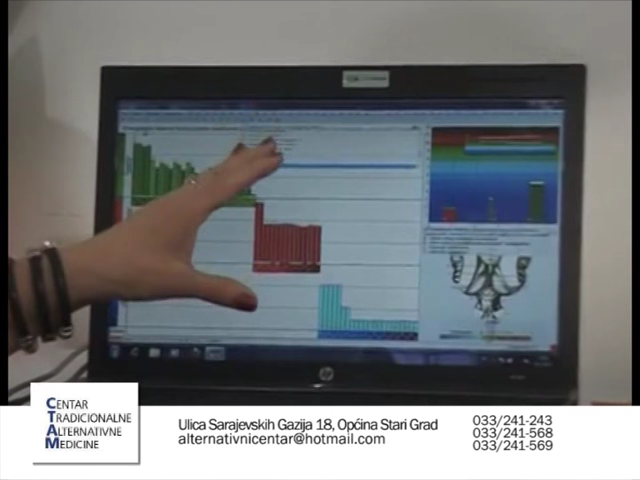 hp
CENTAR
TRADICIONALNE
ALTERNATIVNE
MEDICINE
Ulica Sarajevskih Gazija 18, Općina Stari Grad
alternativnicentar@hotmail.com
033/241-243
033/241-568
033/241-569